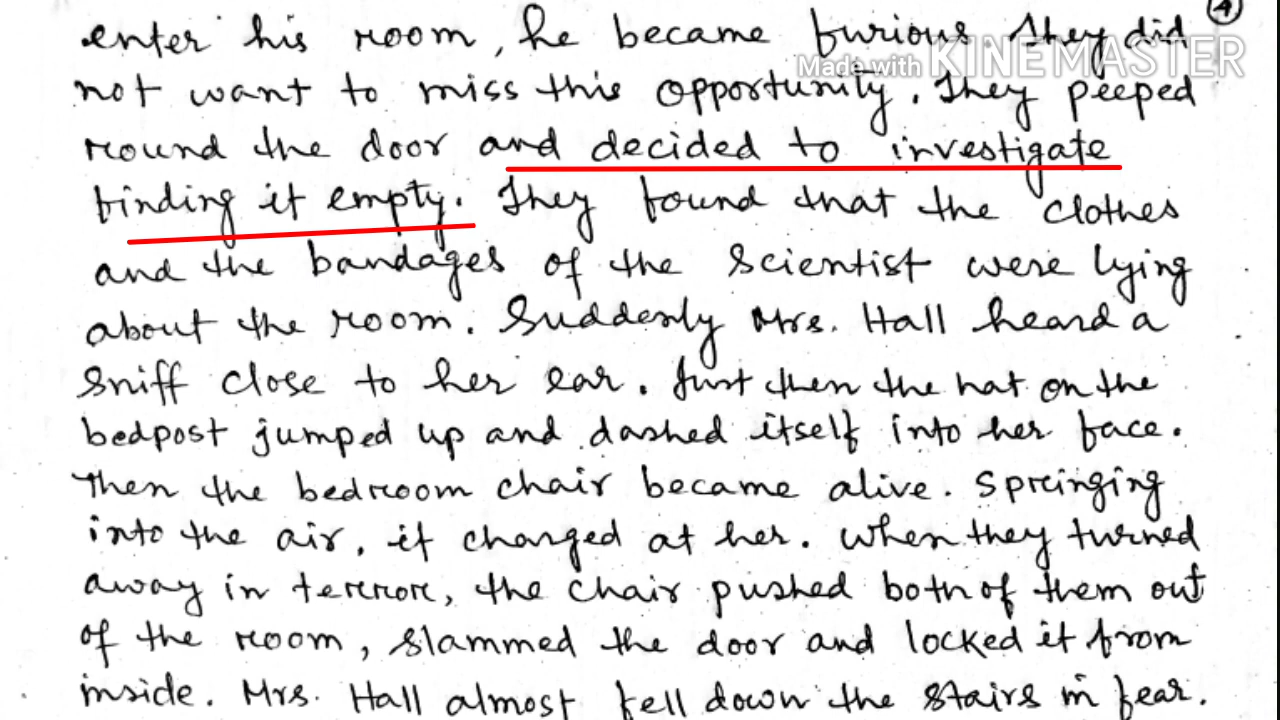 4
enter his room, he became furious. They did
Made with KINEMASTER
not want to miss this opportunity. They peeped
round the door and decided to investigate
finding it empty. They found that the clothes
and the bandages of the scientist were lying
about the room. Suddenly Mrs. Hall heard a
sniff close to her ear. Just then the hat on the
bedpost jumped up and dashed itself into her face.
Then the bedroom chair became alive. Springing
into the air, it charged at her. When they turned
away in terror, the chair pushed both of them out
of the room, slammed the door and locked it from
inside. Mrs. Hall almost fell down the stairs in fear.